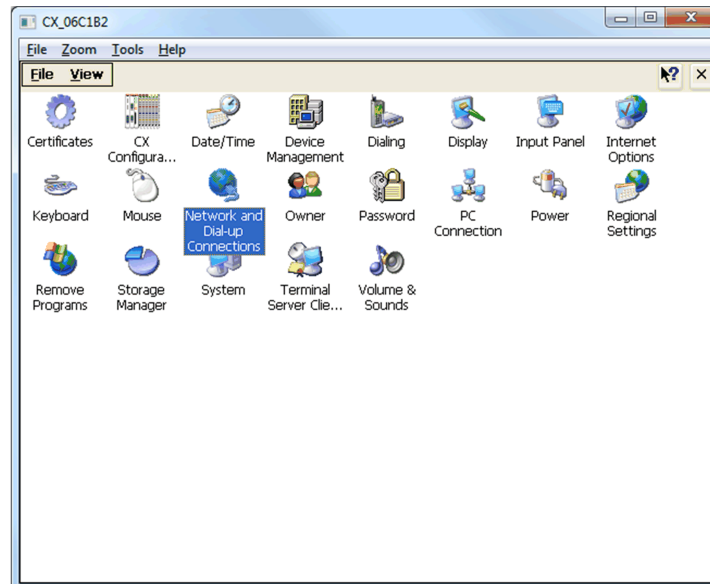 CX_06C1B2
File Zoom Tools Help
File View
Certificates
CX
Configura...
Date/Time
Device
Management
Dialing
Display
Input Panel
Internet
Options
Keyboard
Mouse
Network and
Dial-up
Connections
Owner
Password
PC
Connection
Power
Regional
Settings
Remove
Programs
Storage
Manager
System
Terminal
Server Clie...
Volume &
Sounds